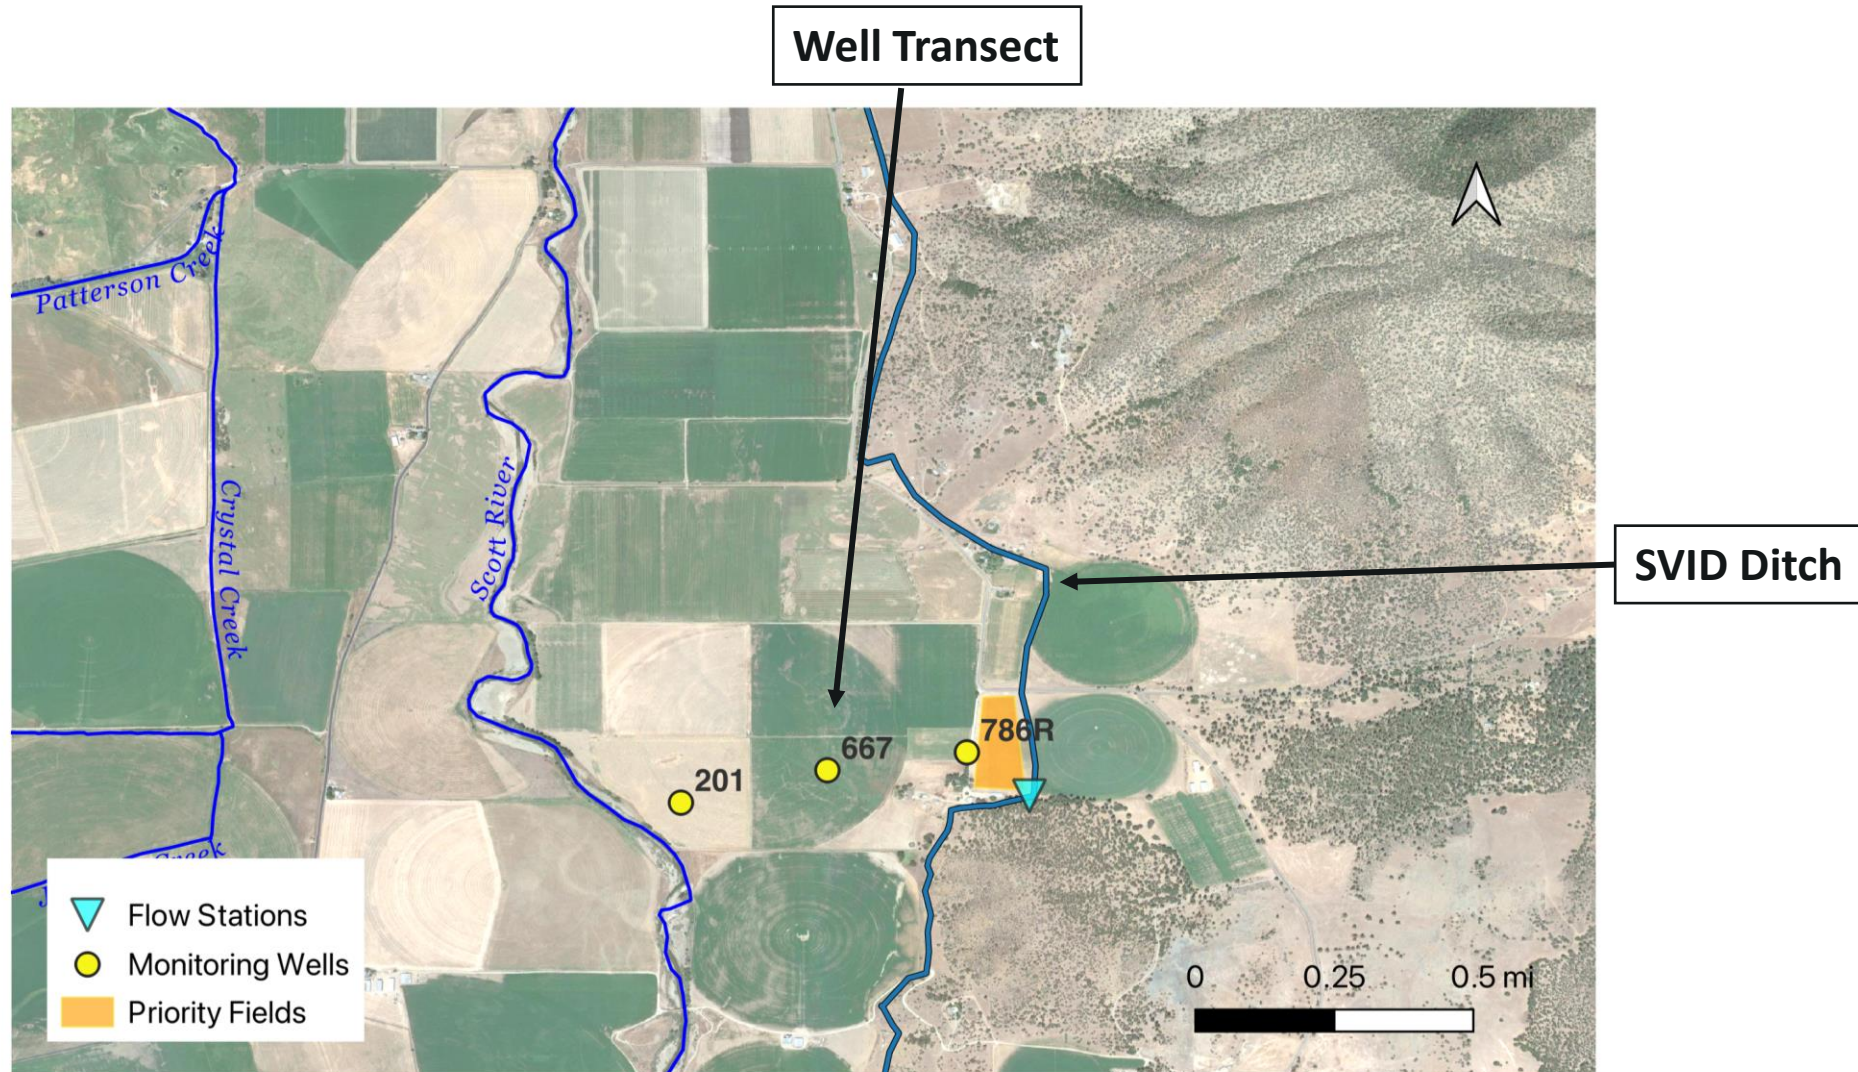 Well Transect
Patterson Creek
Crystal Creek
Scott River
SVID Ditch
786R
667
201
Creek
Flow Stations
Monitoring Wells
Priority Fields
0 0.25 0.5 mi